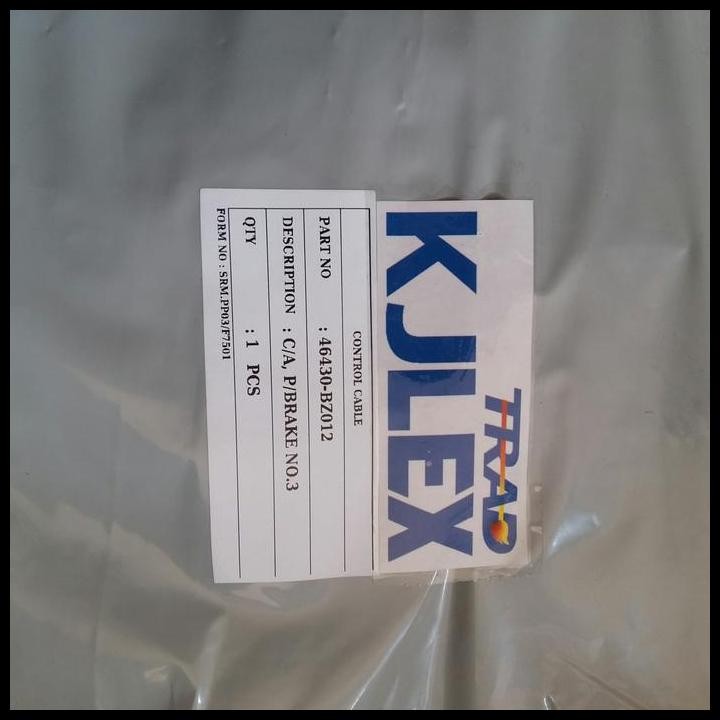 TRAD
KJLEX
CONTROL CABLE
PART NO : 46430-BZ012
DESCRIPTION : C/A, P/BRAKE NO.3
QTY : 1 PCS
FORM NO : SRM.PP03/F7501